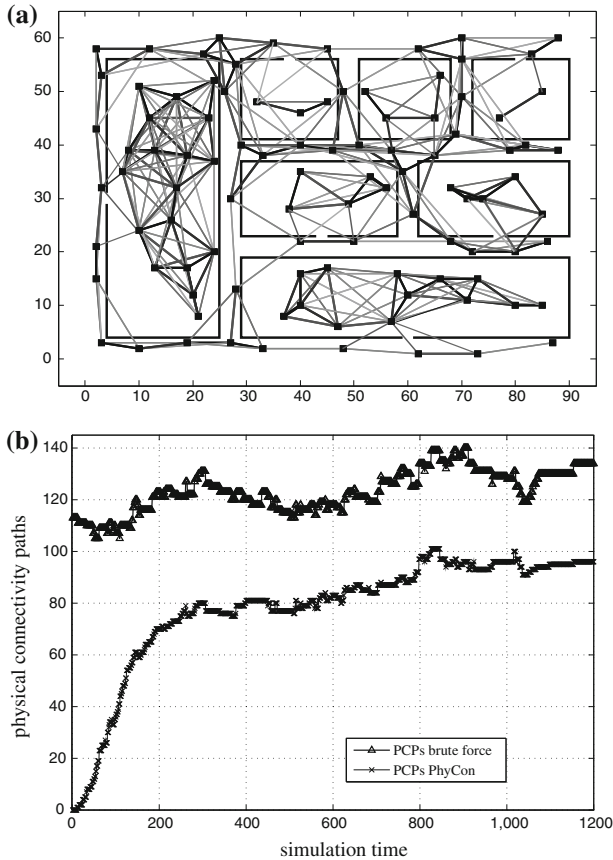 (a)
60
50
40
30
20
10
0
0 10 20 30 40 50 60 70 80 90
(b)
140
120
100
80
60
40
20
0
physical connectivity paths
PCPs brute force
PCPs PhyCon
0 200 400 600 800 1,000 1200
simulation time